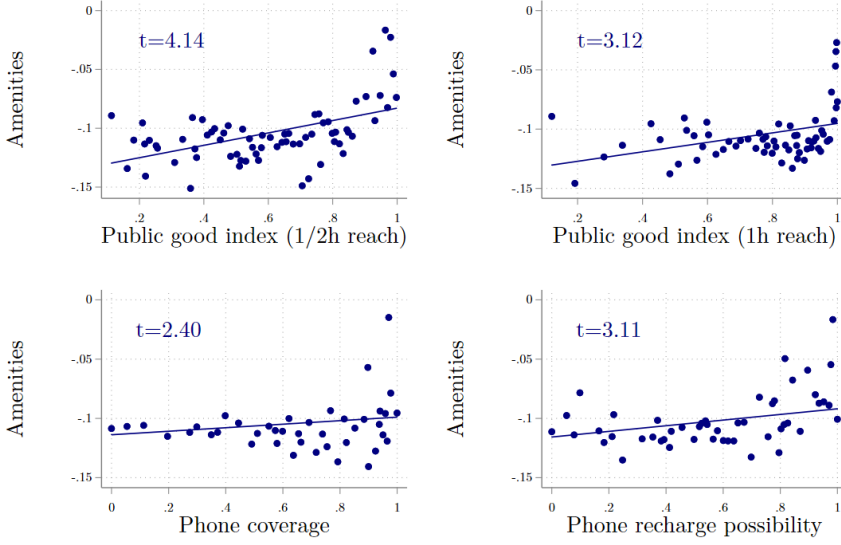 0
-.05
-.1
-.15
Amenities
t=4.14
.2 .4 .6 .8 1
Public good index (1/2h reach)
0
-.05
-.1
-.15
Amenities
t=3.12
.2 .4 .6 .8 1
Public good index (1h reach)
0
-.05
-.1
-.15
Amenities
t=2.40
0 .2 .4 .6 .8 1
Phone coverage
0
-.05
-.1
-.15
Amenities
t=3.11
0 .2 .4 .6 .8 1
Phone recharge possibility